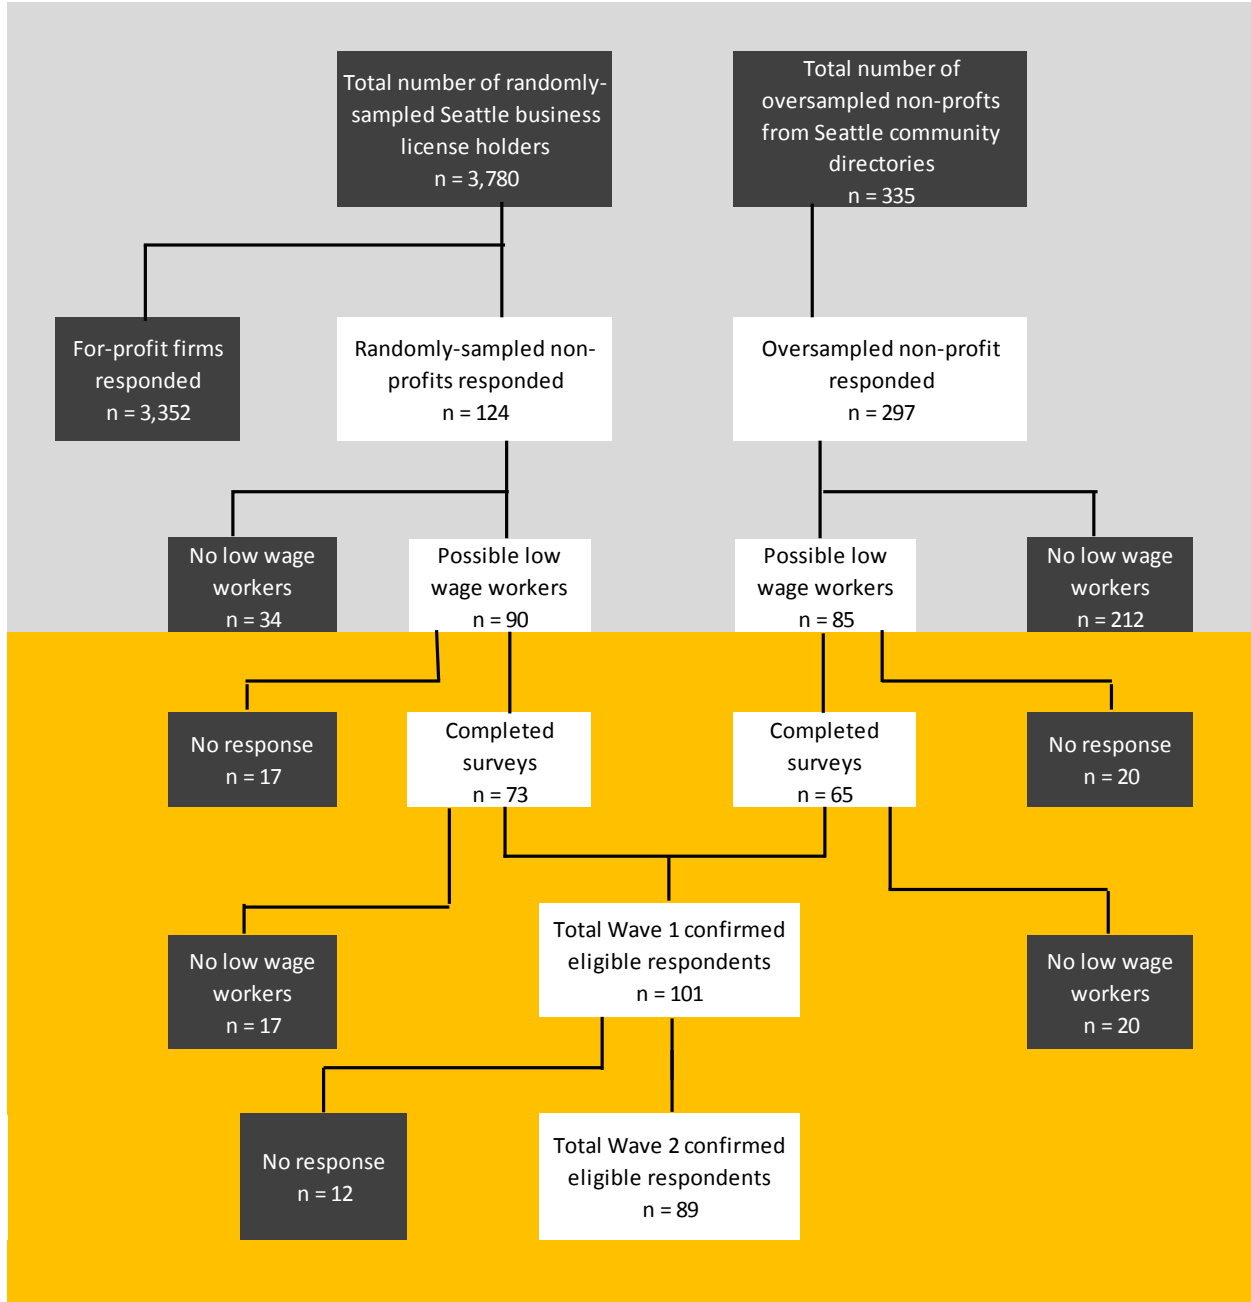 Total number of randomly-
sampled Seattle business
license holders
n = 3,780
Total number of
oversampled non-profts
from Seattle community
directories
n = 335
For-profit firms
responded
n = 3,352
Randomly-sampled non-
profits responded
n = 124
Oversampled non-profit
responded
n = 297
No low wage
workers
n = 34
Possible low
wage workers
n = 90
Possible low
wage workers
n = 85
No low wage
workers
n = 212
No response
n = 17
Completed
surveys
n = 73
Completed
surveys
n = 65
No response
n = 20
No low wage
workers
n = 17
Total Wave 1 confirmed
eligible respondents
n = 101
No low wage
workers
n = 20
No response
n = 12
Total Wave 2 confirmed
eligible respondents
n = 89